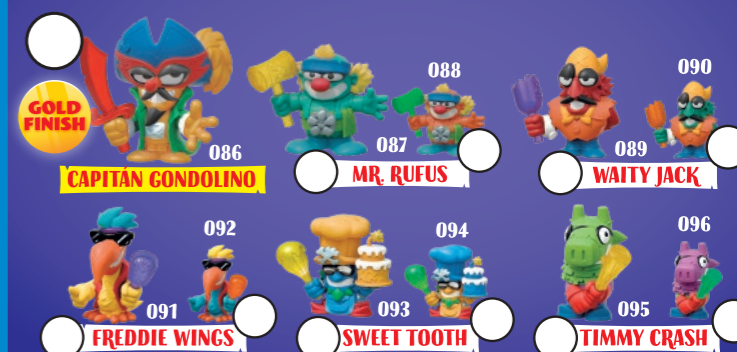 GOLD
FINISH
086
CAPITÁN GONDOLINO
088
087
MR. RUFUS
090
089
WAITY JACK
092
091
FREDDIE WINGS
094
093
SWEET TOOTH
096
095
TIMMY CRASH